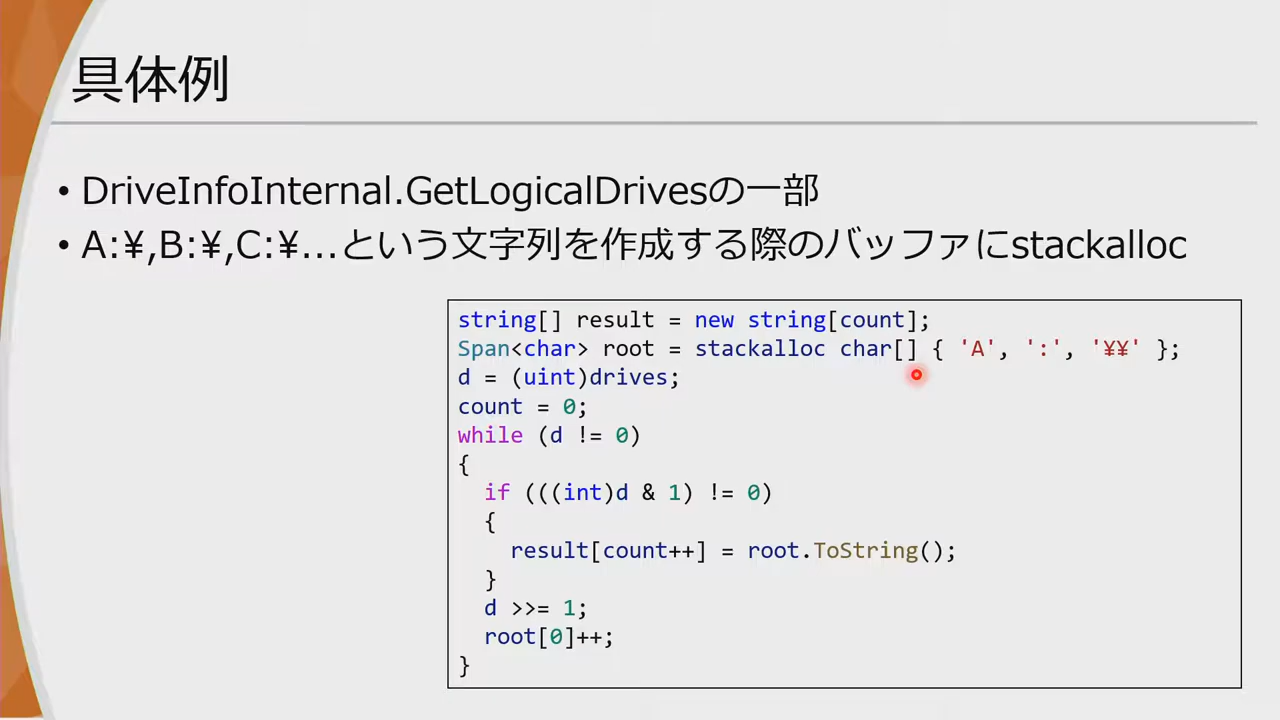 具体例
• DriveInfoInternal.GetLogicalDrivesの一部
• A:¥,B:¥,C:¥...という文字列を作成する際のバッファにstackalloc
string[] result = new string[count];
Span<char> root = stackalloc char[] { 'A', ':', '¥¥' };
d = (uint)drives;
count = 0;
while (d != 0)
{
  if (((int)d & 1) != 0)
  {
    result[count++] = root.ToString();
  }
  d >>= 1;
  root[0]++;
}